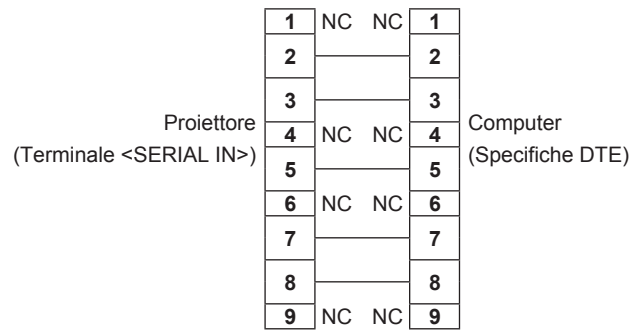 1 NC NC 1
2 2
3 3
Proiettore
(Terminale <SERIAL IN>)
4 NC NC 4
Computer
(Specifiche DTE)
5 5
6 NC NC 6
7 7
8 8
9 NC NC 9